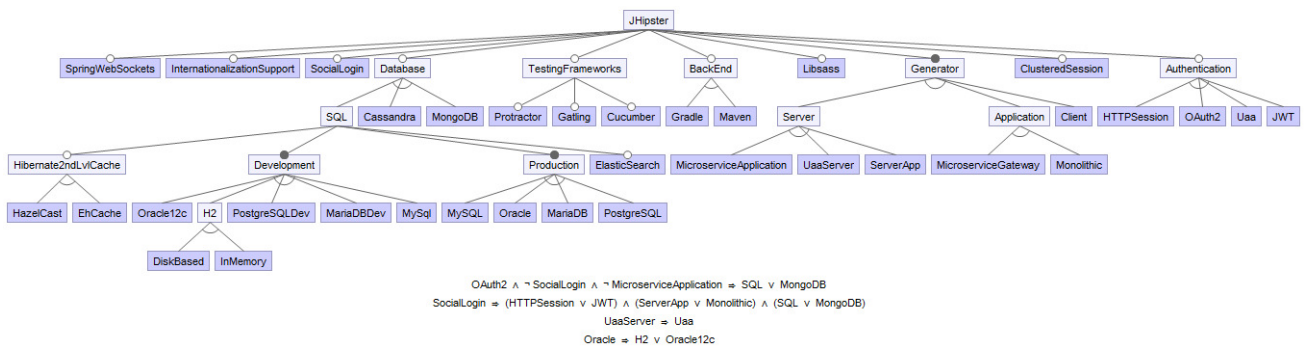 JHipster
SpringWebSockets InternationalizationSupport SocialLogin Database TestingFrameworks BackEnd Libsass Generator ClusteredSession Authentication
SQL Cassandra MongoDB Protractor Gatling Cucumber Gradle Maven Server Application Client HTTPSession OAuth2 Uaa JWT
Hibernate2ndLvlCache Development Production ElasticSearch MicroserviceApplication UaaServer ServerApp MicroserviceGateway Monolithic
HazelCast EhCache Oracle12c H2 PostgreSQLDev MariaDBDev MySql MySQL Oracle MariaDB PostgreSQL
DiskBased InMemory
OAuth2 ∧ ¬ SocialLogin ∧ ¬ MicroserviceApplication ⇒ SQL ∨ MongoDB
SocialLogin ⇒ (HTTPSession ∨ JWT) ∧ (ServerApp ∨ Monolithic) ∧ (SQL ∨ MongoDB)
UaaServer ⇒ Uaa
Oracle ⇒ H2 ∨ Oracle12c